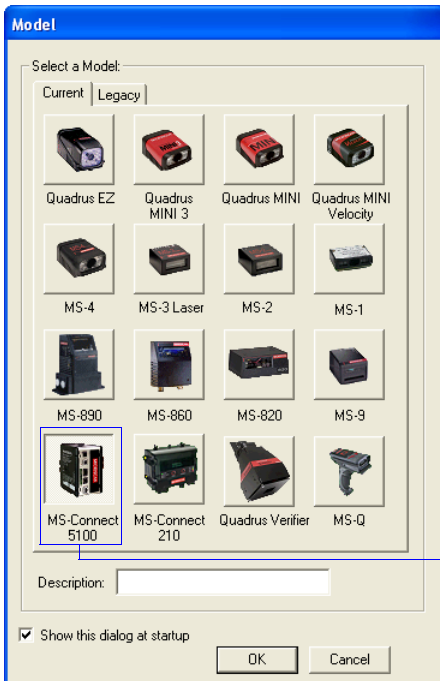 Model
Select a Model:
Current Legacy
Quadrus EZ
Quadrus
MINI 3
Quadrus MINI
Quadrus MINI
Velocity
MS-4
MS-3 Laser
MS-2
MS-1
MS-890
MS-860
MS-820
MS-9
MS-Connect
5100
MS-Connect
210
Quadrus Verifier
MS-Q
Description:
Show this dialog at startup
OK Cancel